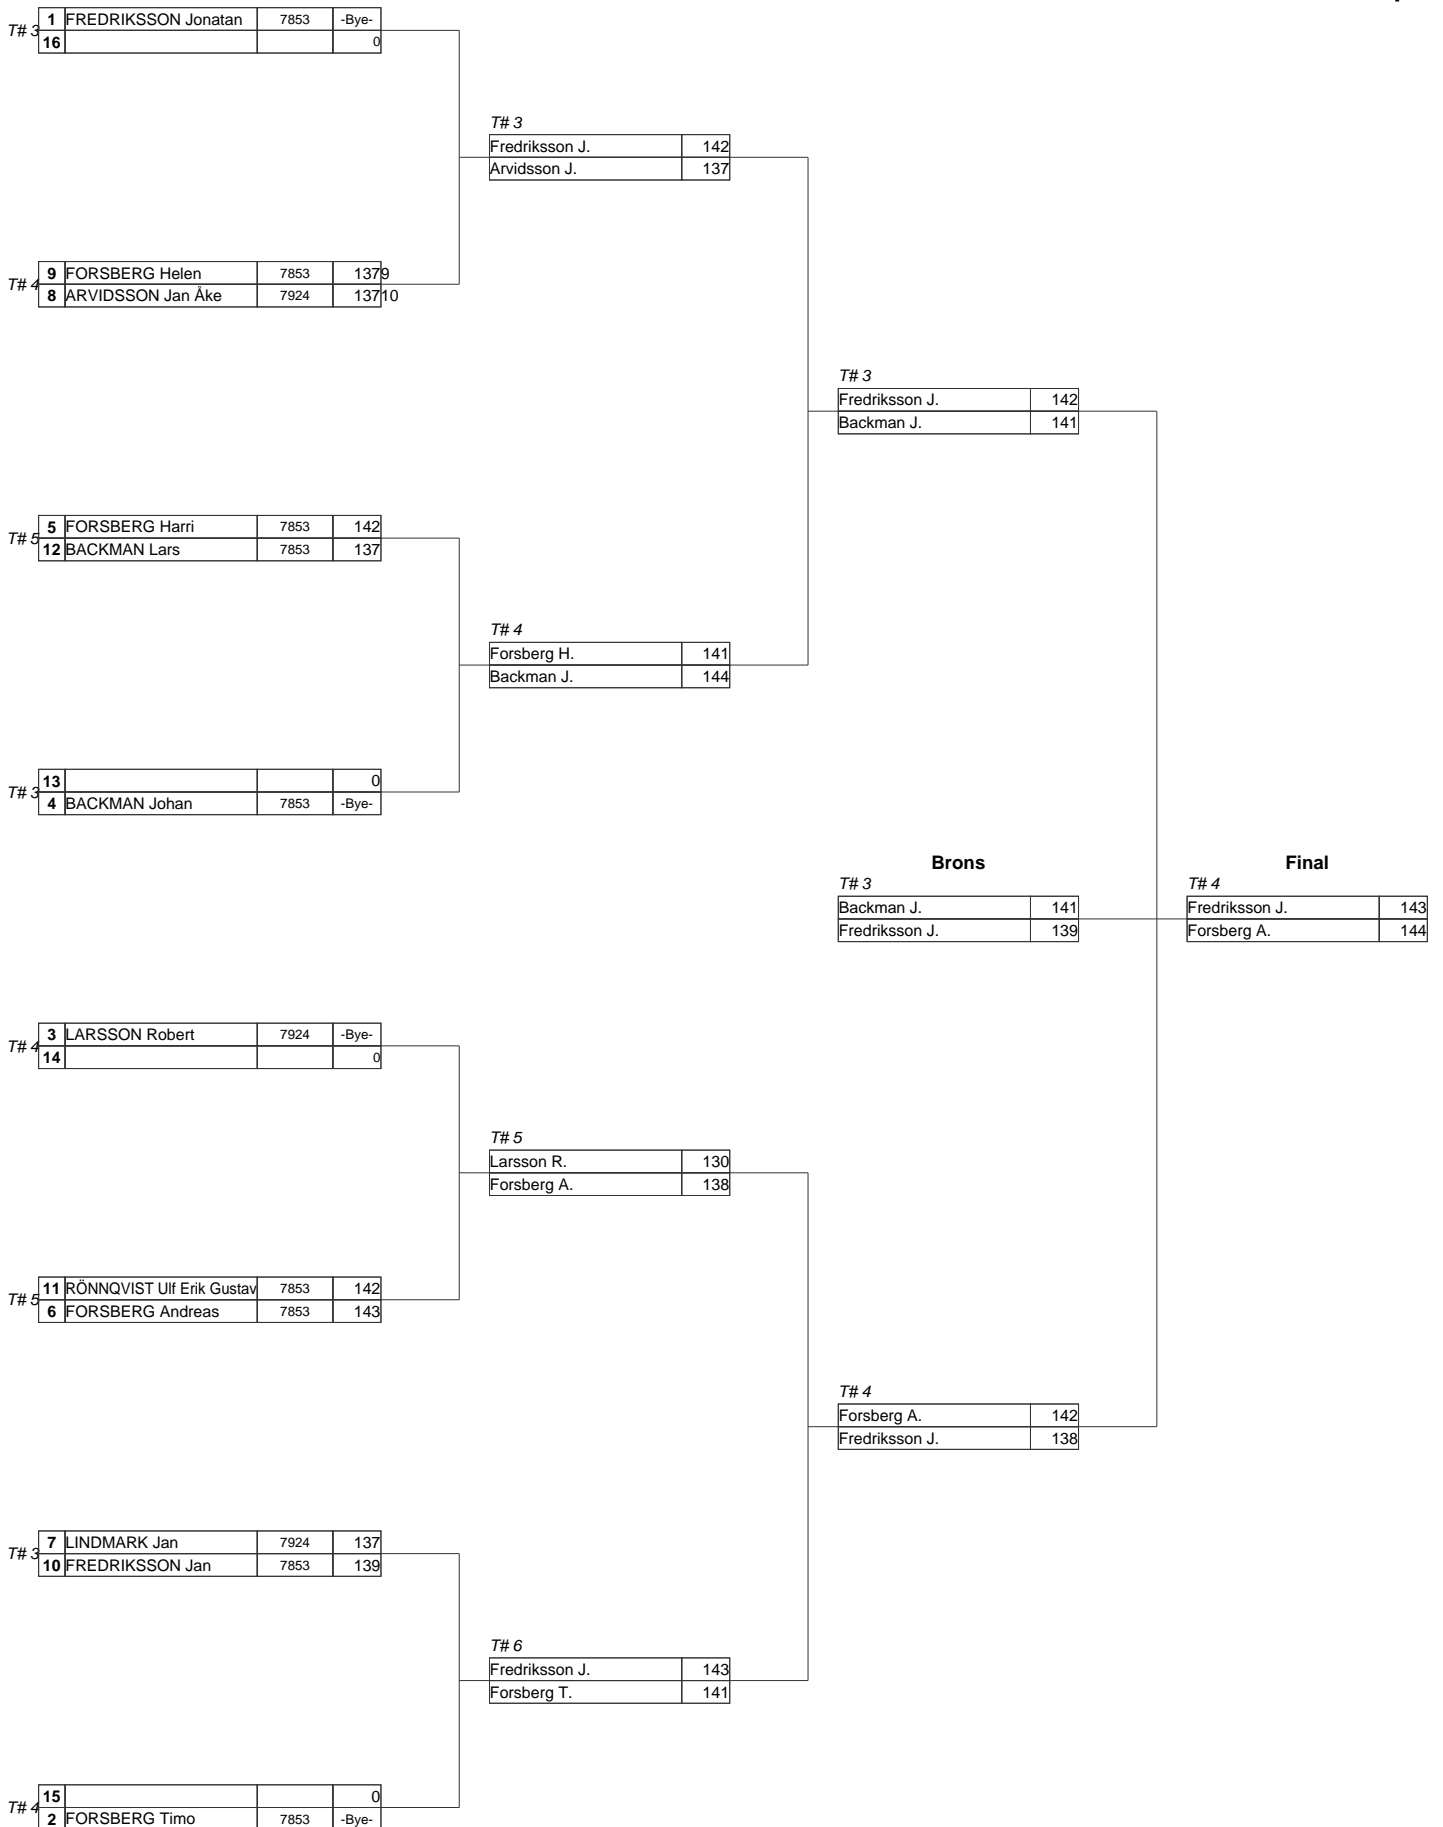 T# 3
1 FREDRIKSSON Jonatan 7853 -Bye-
16 0
T# 3
Fredriksson J. 142
Arvidsson J. 137
T# 4
9 FORSBERG Helen 7853 1379
8 ARVIDSSON Jan Åke 7924 13710
T# 3
Fredriksson J. 142
Backman J. 141
T# 5
5 FORSBERG Harri 7853 142
12 BACKMAN Lars 7853 137
T# 4
Forsberg H. 141
Backman J. 144
T# 3
13 0
4 BACKMAN Johan 7853 -Bye-
Brons
T# 3
Backman J. 141
Fredriksson J. 139
Final
T# 4
Fredriksson J. 143
Forsberg A. 144
T# 4
3 LARSSON Robert 7924 -Bye-
14 0
T# 5
Larsson R. 130
Forsberg A. 138
T# 5
11 RÖNNQVIST Ulf Erik Gustav 7853 142
6 FORSBERG Andreas 7853 143
T# 4
Forsberg A. 142
Fredriksson J. 138
T# 3
7 LINDMARK Jan 7924 137
10 FREDRIKSSON Jan 7853 139
T# 6
Fredriksson J. 143
Forsberg T. 141
T# 4
15 0
2 FORSBERG Timo 7853 -Bye-